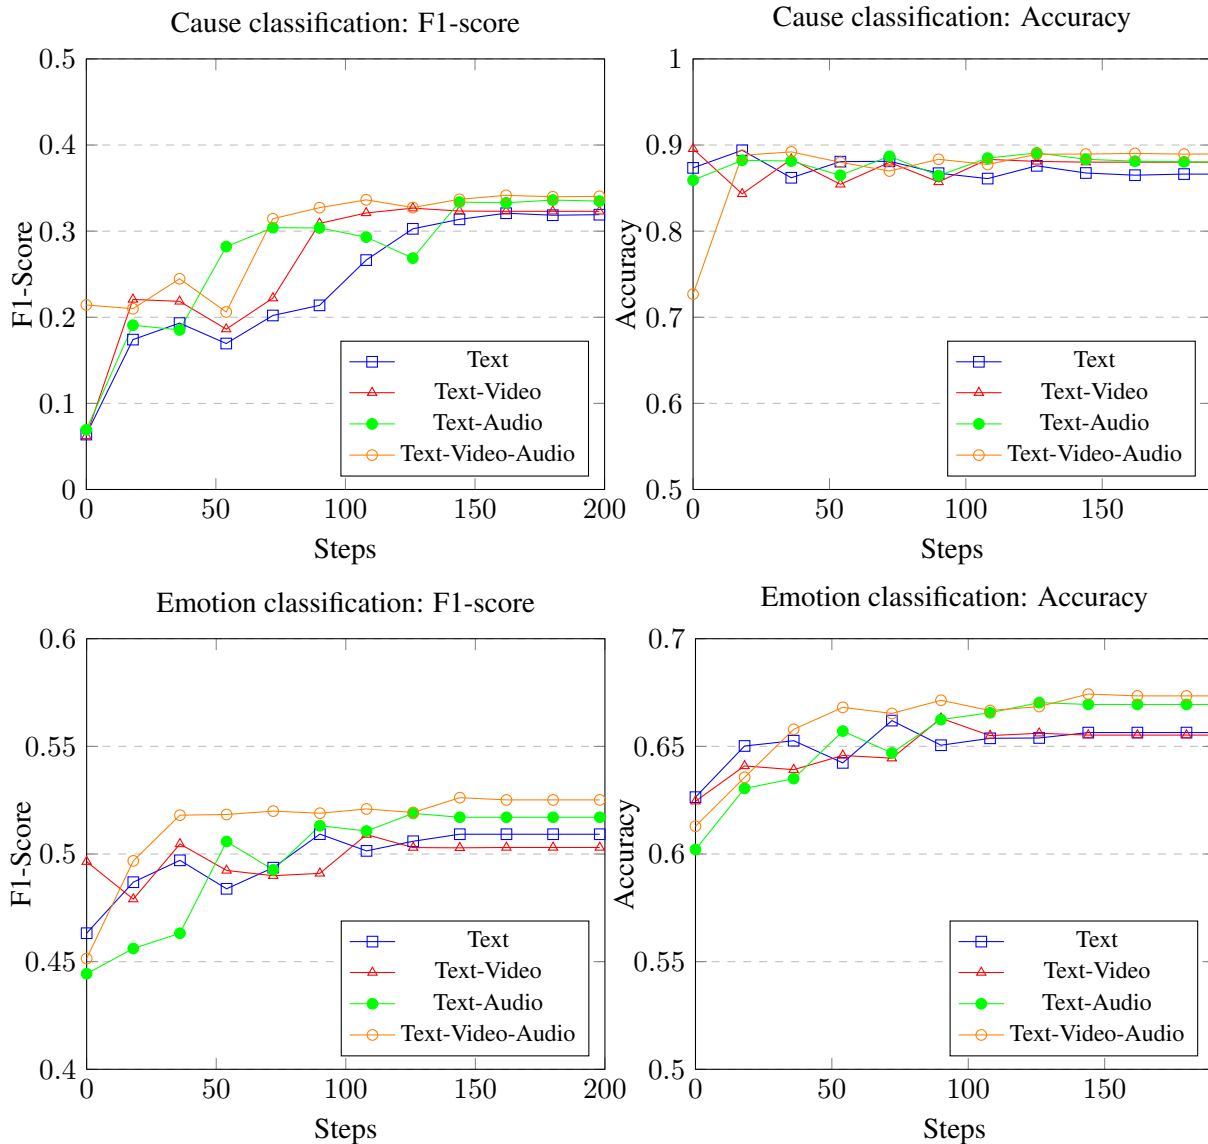 Cause classification: F1-score
0.5
0.4
0.3
0.2
0.1
0
F1-Score
0
50
100
150
200
Steps
Text
Text-Video
Text-Audio
Text-Video-Audio
Cause classification: Accuracy
1
0.9
0.8
0.7
0.6
0.5
Accuracy
0
50
100
150
Steps
Text
Text-Video
Text-Audio
Text-Video-Audio
Emotion classification: F1-score
0.6
0.55
0.5
0.45
0.4
F1-Score
0
50
100
150
200
Steps
Text
Text-Video
Text-Audio
Text-Video-Audio
Emotion classification: Accuracy
0.7
0.65
0.6
0.55
0.5
Accuracy
0
50
100
150
Steps
Text
Text-Video
Text-Audio
Text-Video-Audio